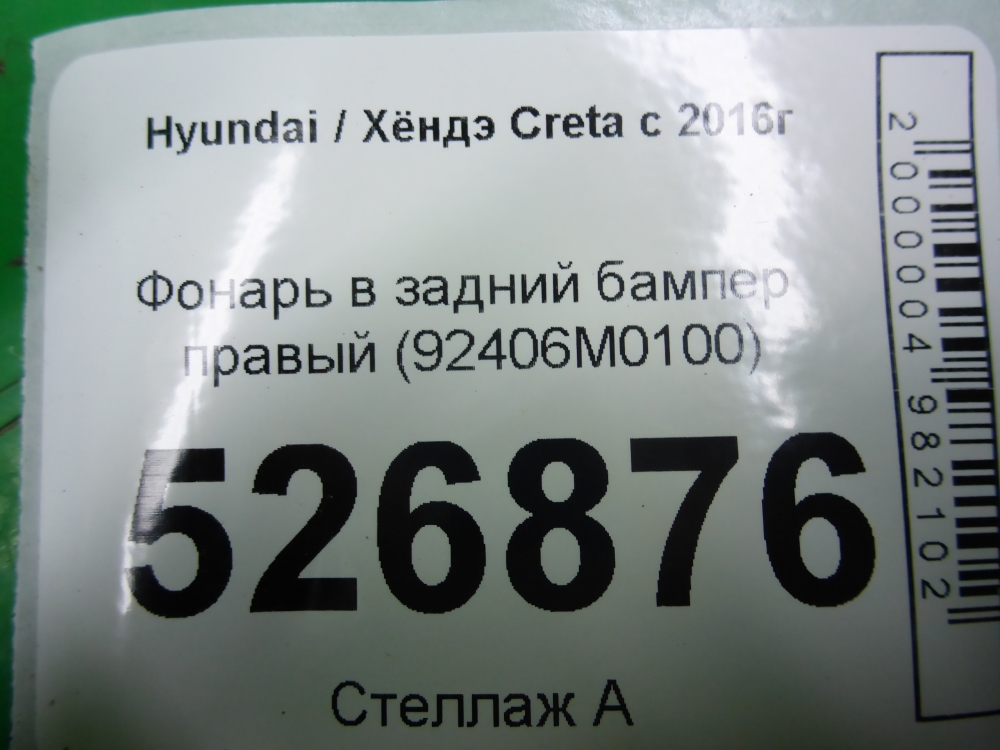 Hyundai / Хёндэ Creta с 2016г
Фонарь в задний бампер
правый (92406M0100)
526876
Стеллаж А
2000004982102